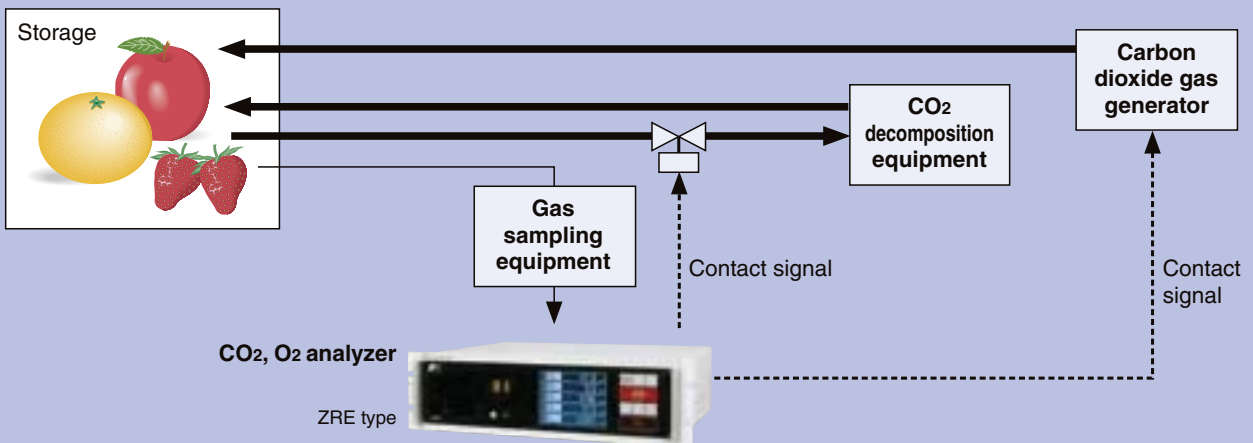 Storage
Carbon
dioxide gas
generator
CO2
decomposition
equipment
Gas
sampling
equipment
Contact signal
Contact
signal
CO2, O2 analyzer
ZRE type